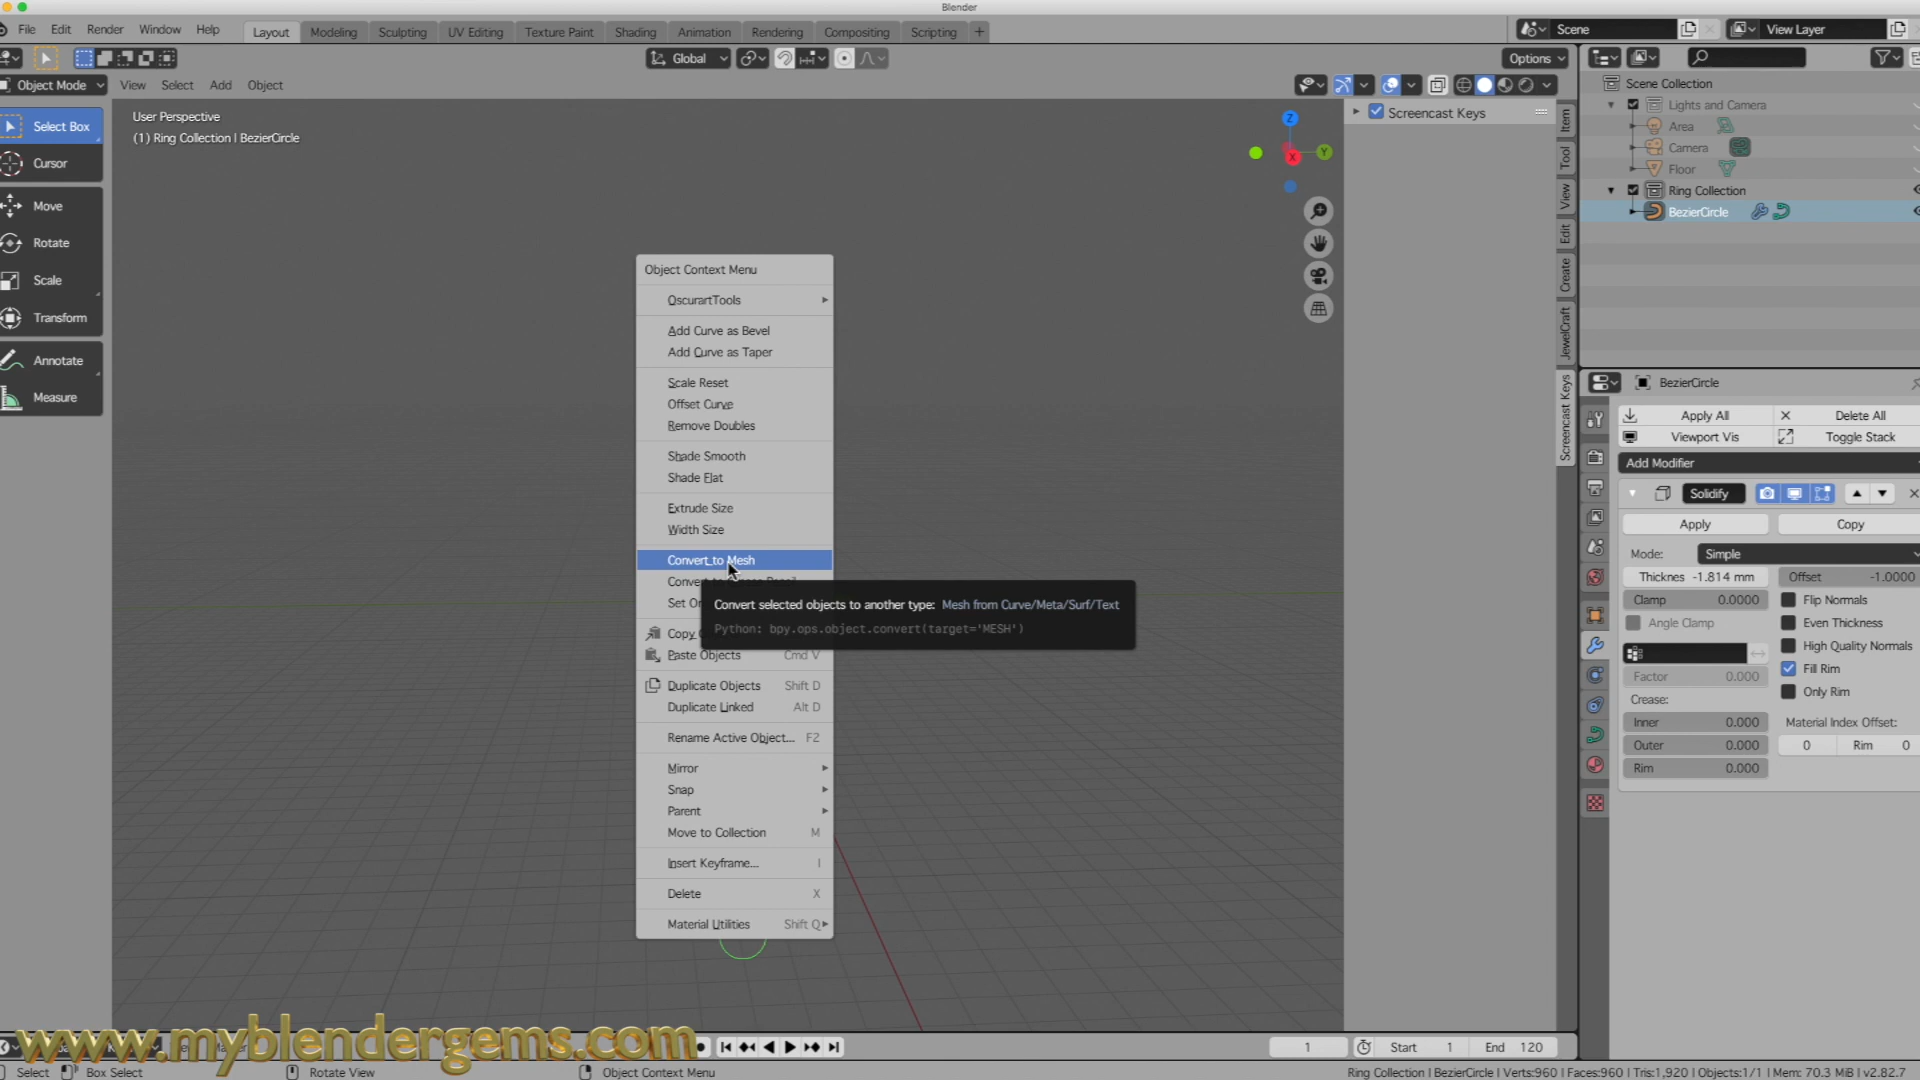 Blender
File Edit Render Window Help Layout Modeling Sculpting UV Editing Texture Paint Shading Animation Rendering Compositing Scripting + Scene View Layer
Global Options
Object Mode View Select Add Object
Select Box
Cursor
Move
Rotate
Scale
Transform
Annotate
Measure
User Perspective
(1) Ring Collection | BezierCircle
Object Context Menu
OscurartTools
Add Curve as Bevel
Add Curve as Taper
Scale Reset
Offset Curve
Remove Doubles
Shade Smooth
Shade Flat
Extrude Size
Width Size
Convert to Mesh
Set Or
Copy
Paste Objects Cmd V
Duplicate Objects Shift D
Duplicate Linked Alt D
Rename Active Object... F2
Mirror
Snap
Parent
Move to Collection M
Insert Keyframe... I
Delete X
Material Utilities Shift Q
Convert selected objects to another type: Mesh from Curve/Meta/Surf/Text
Python: bpy.ops.object.convert(target='MESH')
Z
Y
X
Screencast Keys
Item
Tool
View
Edit
Create
JewelCraft
Screencast Keys
Scene Collection
Lights and Camera
Area
Camera
Floor
Ring Collection
BezierCircle
BezierCircle
Apply All Delete All
Viewport Vis Toggle Stack
Add Modifier
Solidify
Apply Copy
Mode: Simple
Thicknes -1.814 mm Offset -1.0000
Clamp 0.0000 Flip Normals
Angle Clamp Even Thickness
High Quality Normals
Fill Rim
Factor 0.000
Only Rim
Crease:
Inner 0.000 Material Index Offset:
Outer 0.000 0 Rim 0
Rim 0.000
www.myblendergems.com
1 Start 1 End 120
Select Box Select Rotate View Object Context Menu
Ring Collection | BezierCircle | Verts:960 | Faces:960 | Tris:1,920 | Objects:1/1 | Mem: 70.3 MiB | v2.82.7